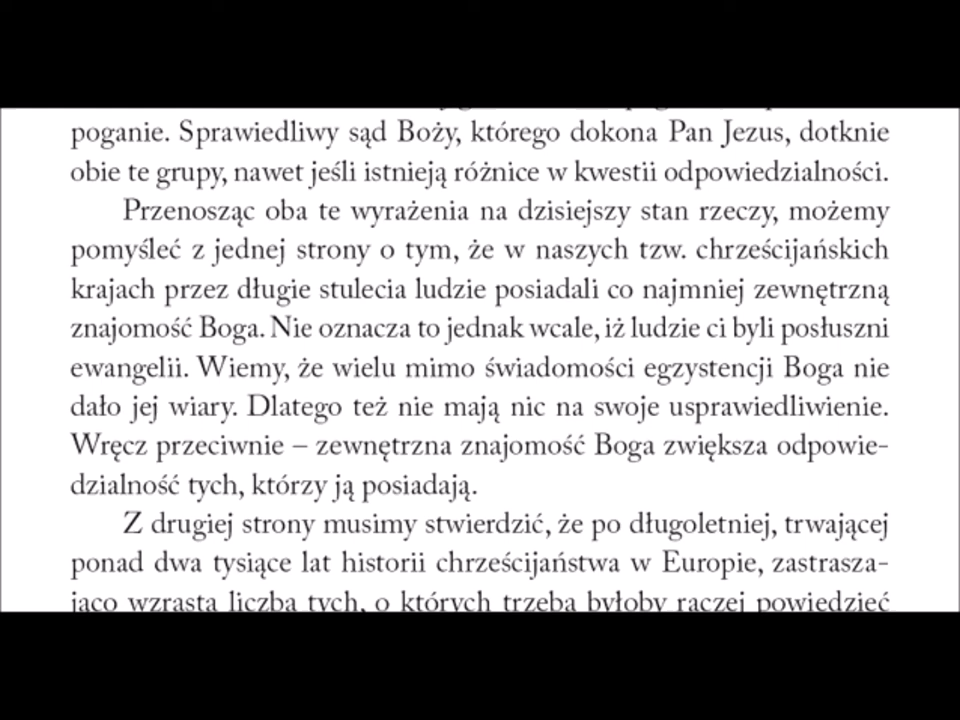 poganie. Sprawiedliwy sąd Boży, którego dokona Pan Jezus, dotknie
obie te grupy, nawet jeśli istnieją różnice w kwestii odpowiedzialności.
Przenosząc oba te wyrażenia na dzisiejszy stan rzeczy, możemy
pomyśleć z jednej strony o tym, że w naszych tzw. chrześcijańskich
krajach przez długie stulecia ludzie posiadali co najmniej zewnętrzną
znajomość Boga. Nie oznacza to jednak wcale, iż ludzie ci byli posłuszni
ewangelii. Wiemy, że wielu mimo świadomości egzystencji Boga nie
dało jej wiary. Dlatego też nie mają nic na swoje usprawiedliwienie.
Wręcz przeciwnie – zewnętrzna znajomość Boga zwiększa odpowie-
dzialność tych, którzy ją posiadają.
Z drugiej strony musimy stwierdzić, że po długoletniej, trwającej
ponad dwa tysiące lat historii chrześcijaństwa w Europie, zastrasza-
jąco wzrasta liczba tych, o których trzeba byłoby raczej powiedzieć